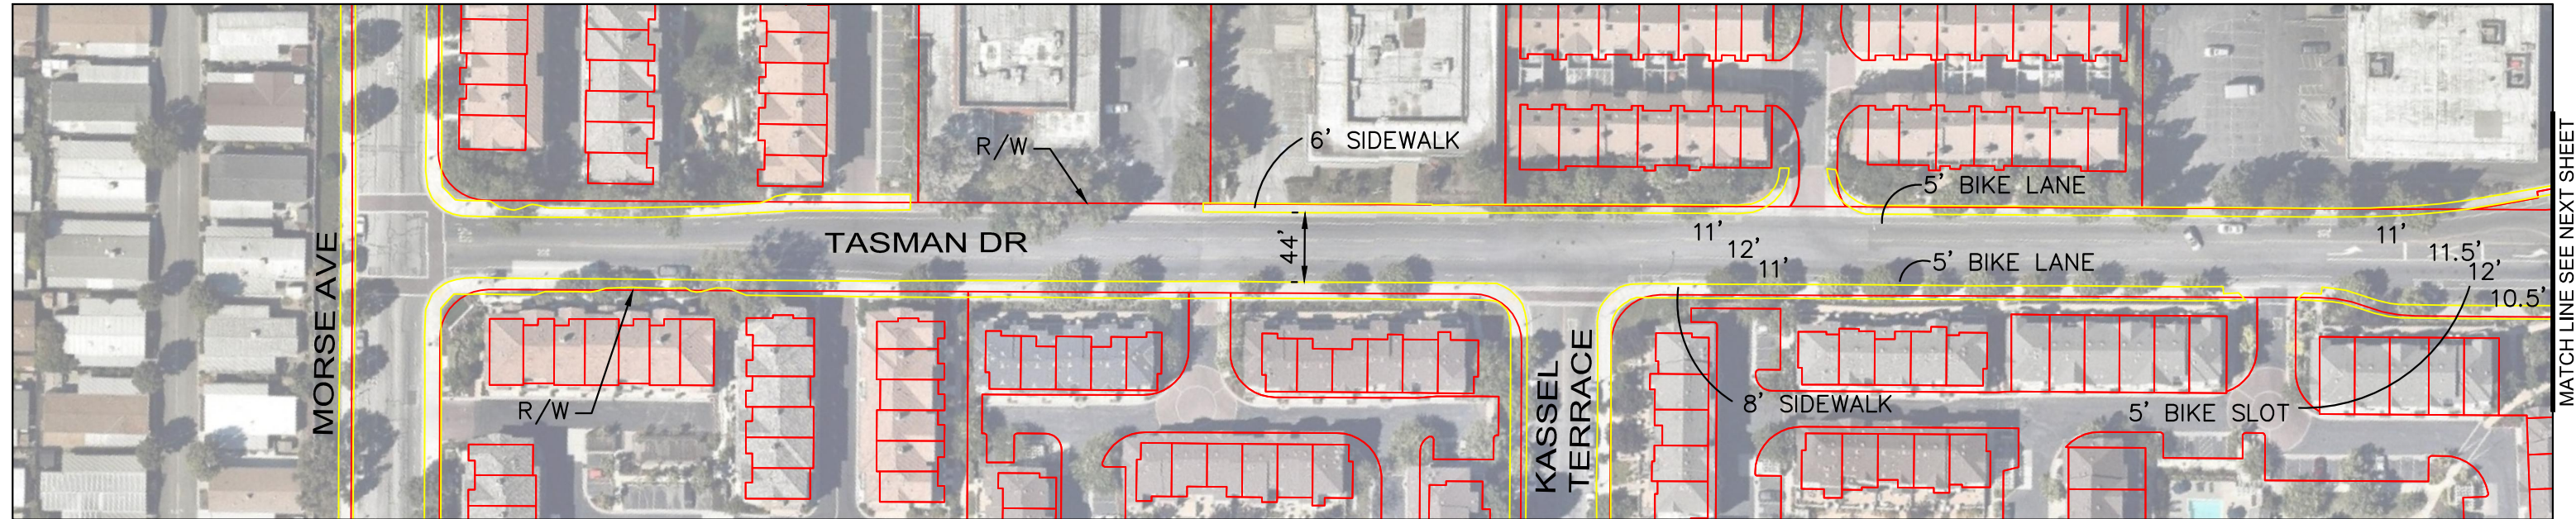 R/W
6' SIDEWALK
5' BIKE LANE
TASMAN DR
44'
11'
12'
11'
5' BIKE LANE
11'
11.5'
12'
10.5'
MORSE AVE
R/W
KASSEL
TERRACE
8' SIDEWALK
5' BIKE SLOT
MATCH LINE SEE NEXT SHEET